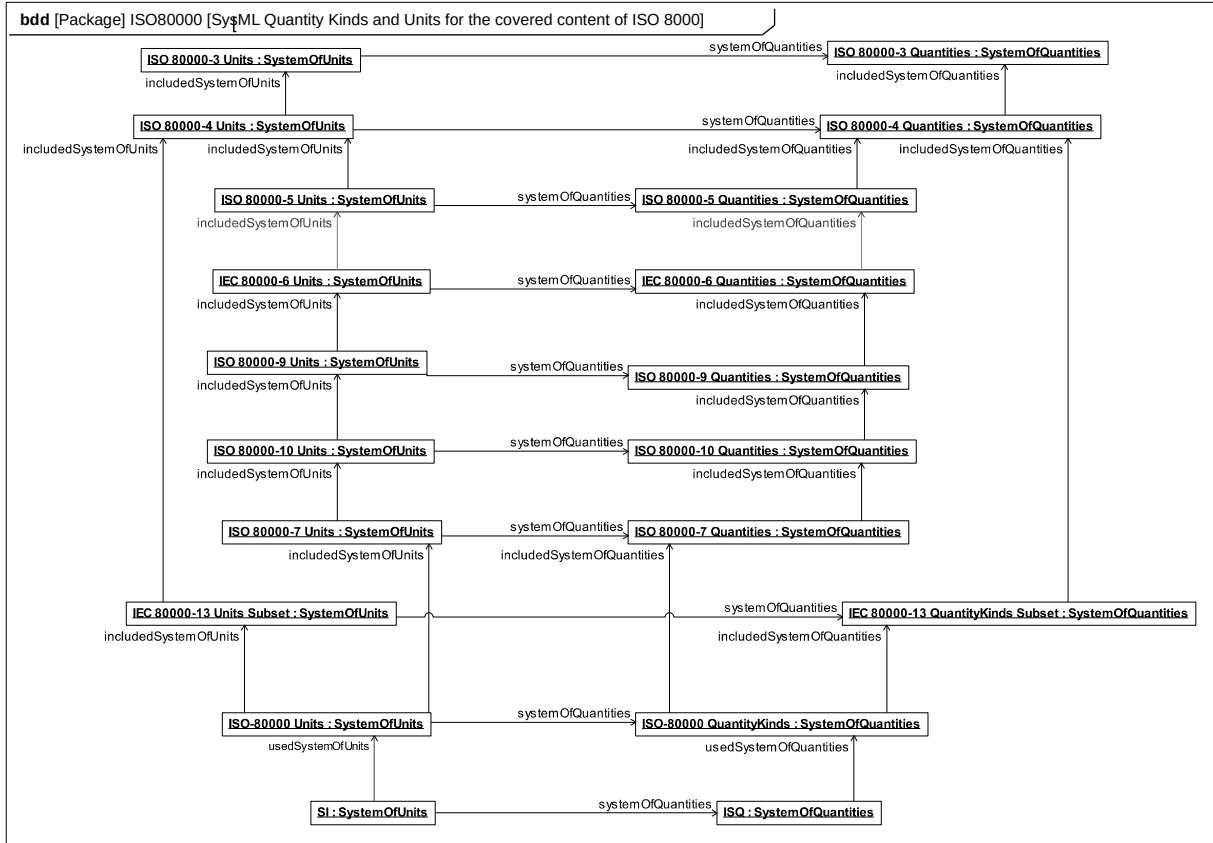 bdd [Package] ISO80000 [SysML Quantity Kinds and Units for the covered content of ISO 8000]
systemOfQuantities
ISO 80000-3 Units : SystemOfUnits
ISO 80000-3 Quantities : SystemOfQuantities
includedSystemOfUnits
includedSystemOfQuantities
systemOfQuantities
ISO 80000-4 Units : SystemOfUnits
ISO 80000-4 Quantities : SystemOfQuantities
includedSystemOfUnits
includedSystemOfUnits
includedSystemOfQuantities
includedSystemOfQuantities
systemOfQuantities
ISO 80000-5 Units : SystemOfUnits
ISO 80000-5 Quantities : SystemOfQuantities
includedSystemOfUnits
includedSystemOfQuantities
systemOfQuantities
IEC 80000-6 Units : SystemOfUnits
IEC 80000-6 Quantities : SystemOfQuantities
includedSystemOfUnits
includedSystemOfQuantities
systemOfQuantities
ISO 80000-9 Units : SystemOfUnits
ISO 80000-9 Quantities : SystemOfQuantities
includedSystemOfUnits
includedSystemOfQuantities
systemOfQuantities
ISO 80000-10 Units : SystemOfUnits
ISO 80000-10 Quantities : SystemOfQuantities
includedSystemOfUnits
includedSystemOfQuantities
systemOfQuantities
ISO 80000-7 Units : SystemOfUnits
ISO 80000-7 Quantities : SystemOfQuantities
includedSystemOfUnits
includedSystemOfQuantities
systemOfQuantities
IEC 80000-13 Units Subset : SystemOfUnits
IEC 80000-13 QuantityKinds Subset : SystemOfQuantities
includedSystemOfUnits
includedSystemOfQuantities
systemOfQuantities
ISO-80000 Units : SystemOfUnits
ISO-80000 QuantityKinds : SystemOfQuantities
usedSystemOfUnits
usedSystemOfQuantities
systemOfQuantities
SI : SystemOfUnits
ISQ : SystemOfQuantities